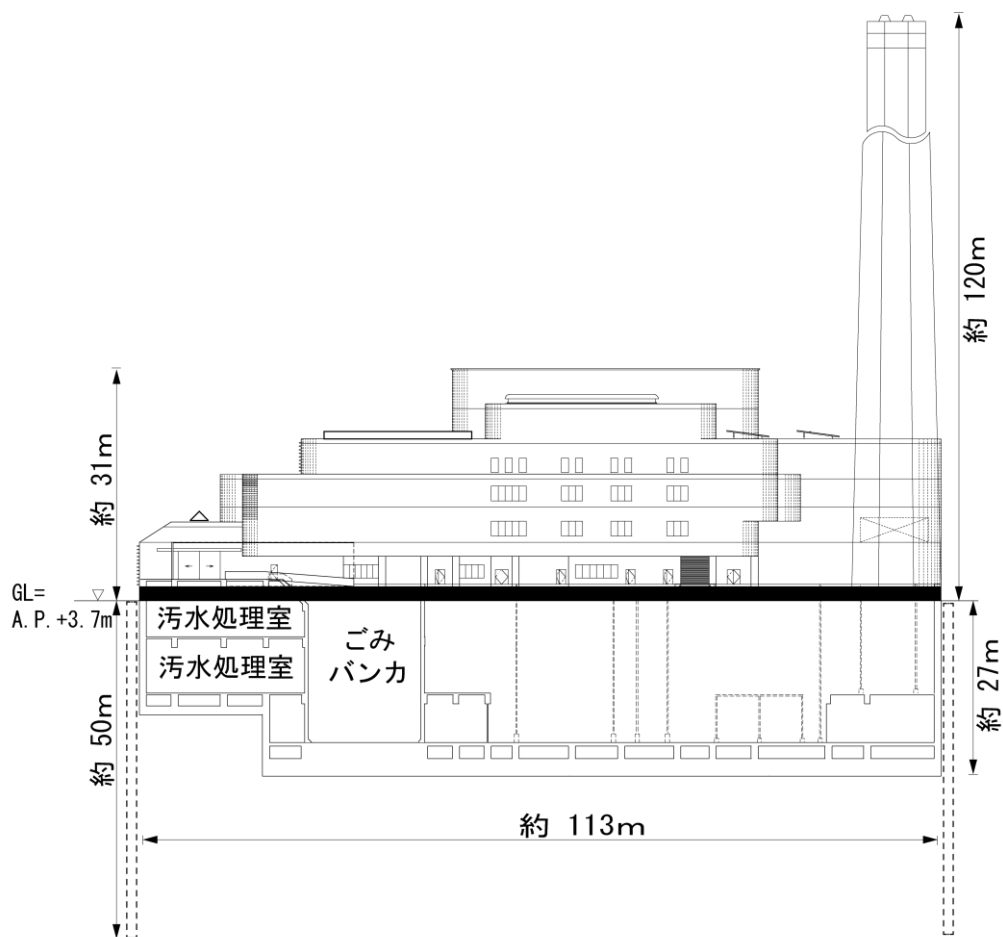 約 120m
約 31m
GL=
A.P.+3.7m
汚水処理室
汚水処理室
ごみ
バンカ
約 27m
約 50m
約 113m